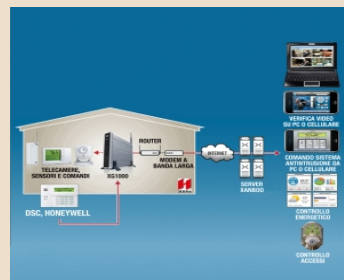 ROUTER
MODEM A
BANDA LARGA
INTERNET
TELECAMERE,
SENSORI E COMANDI
XG1000
DSC, HONEYWELL
SERVER
XANBOO
VERIFICA VIDEO
SU PC O CELLULARE
COMANDO SISTEMA
ANTINTRUSIONE DA
PC O CELLULARE
CONTROLLO
ENERGETICO
CONTROLLO
ACCESSI